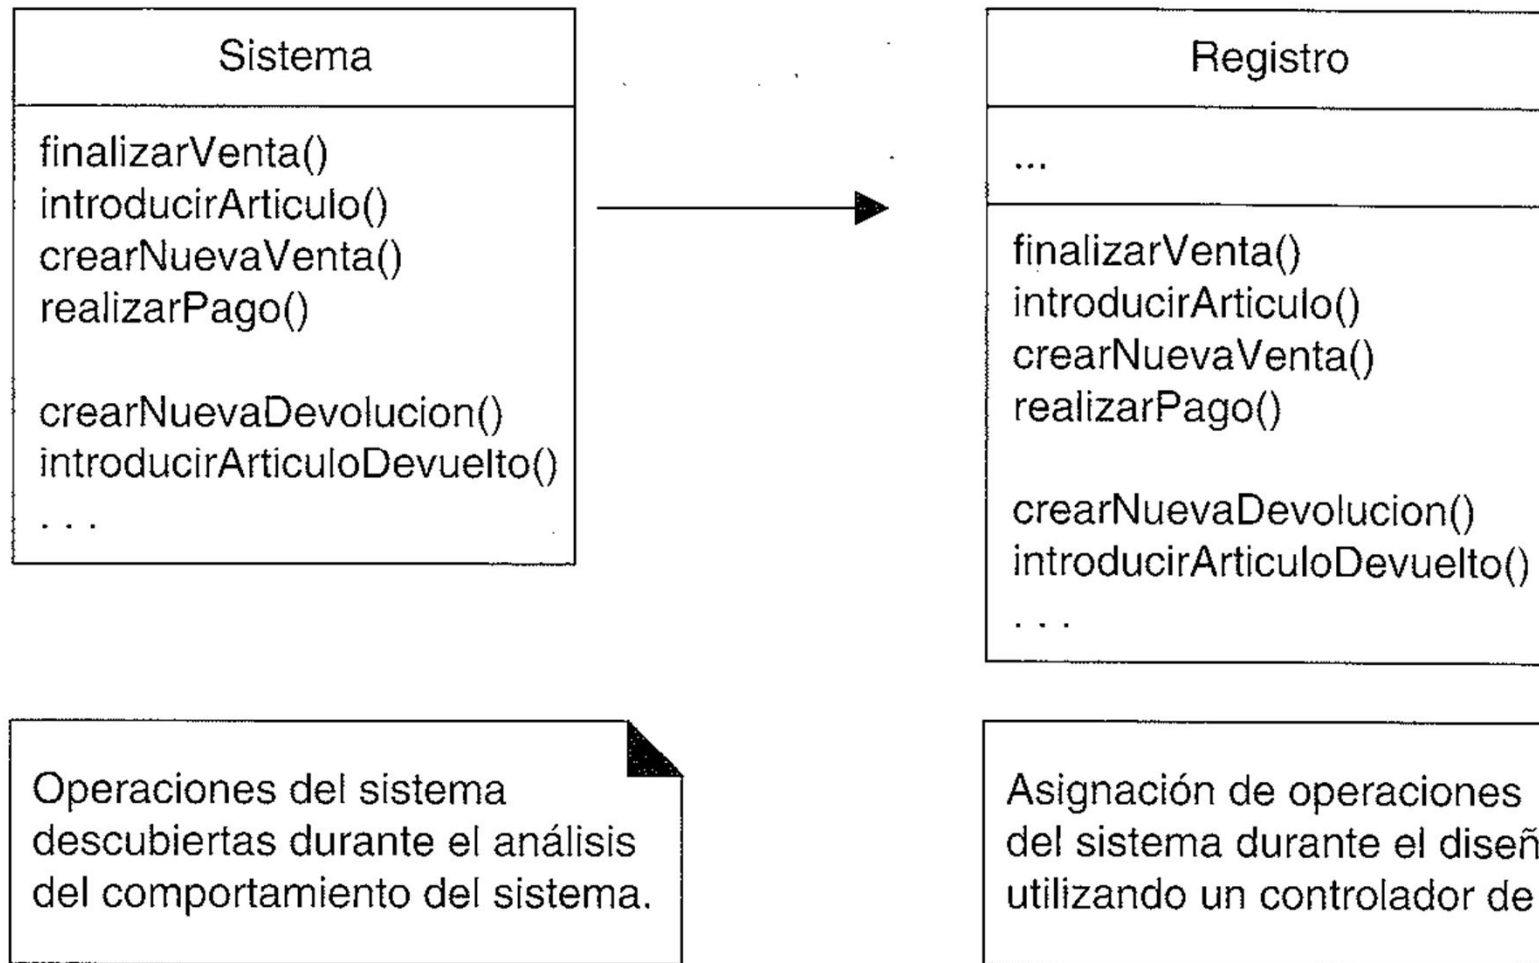 Sistema
finalizarVenta()
introducirArticulo()
crearNuevaVenta()
realizarPago()
crearNuevaDevolucion()
introducirArticuloDevuelto()
. . .
Registro
...
finalizarVenta()
introducirArticulo()
crearNuevaVenta()
realizarPago()
crearNuevaDevolucion()
introducirArticuloDevuelto()
. . .
Operaciones del sistema
descubiertas durante el análisis
del comportamiento del sistema.
Asignación de operaciones
del sistema durante el diseñ
utilizando un controlador de